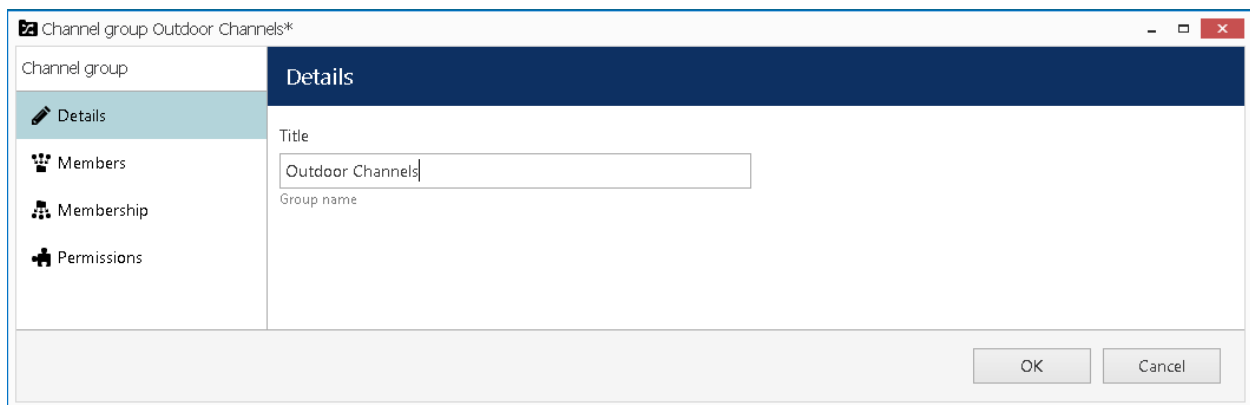 Channel group Outdoor Channels*
Channel group
Details
Members
Membership
Permissions
Details
Title
Outdoor Channels
Group name
OK
Cancel